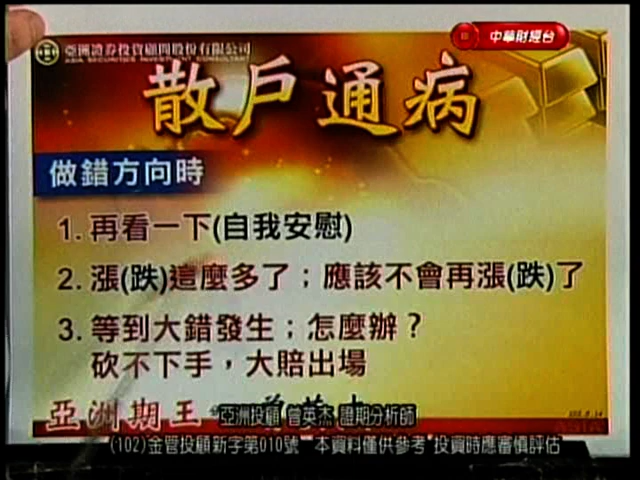 亞洲證券投資顧問股份有限公司
ASIA SECURITIES INVESTMENT CONSULTANT
中華財經台
散戶通病
做錯方向時
1. 再看一下(自我安慰)
2. 漲(跌)這麼多了；應該不會再漲(跌)了
3. 等到大錯發生；怎麼辦？
砍不下手，大賠出場
亞洲期王
亞洲投顧 曾英杰 證期分析師
(102)金管投顧新字第010號 本資料僅供參考 投資時應審慎評估